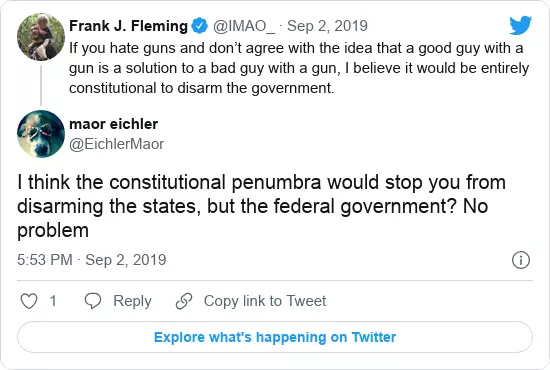 Frank J. Fleming @IMAO_ · Sep 2, 2019
If you hate guns and don’t agree with the idea that a good guy with a
gun is a solution to a bad guy with a gun, I believe it would be entirely
constitutional to disarm the government.
maor eichler
@EichlerMaor
I think the constitutional penumbra would stop you from
disarming the states, but the federal government? No
problem
5:53 PM · Sep 2, 2019
1 Reply Copy link to Tweet
Explore what's happening on Twitter